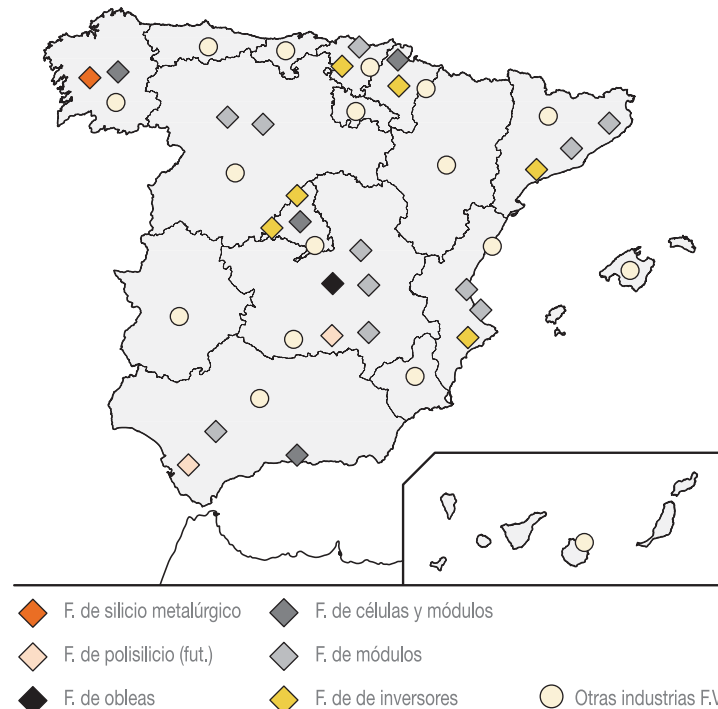 F. de silicio metalúrgico
F. de células y módulos
F. de polisilicio (fut.)
F. de módulos
F. de obleas
F. de de inversores
Otras industrias F.V